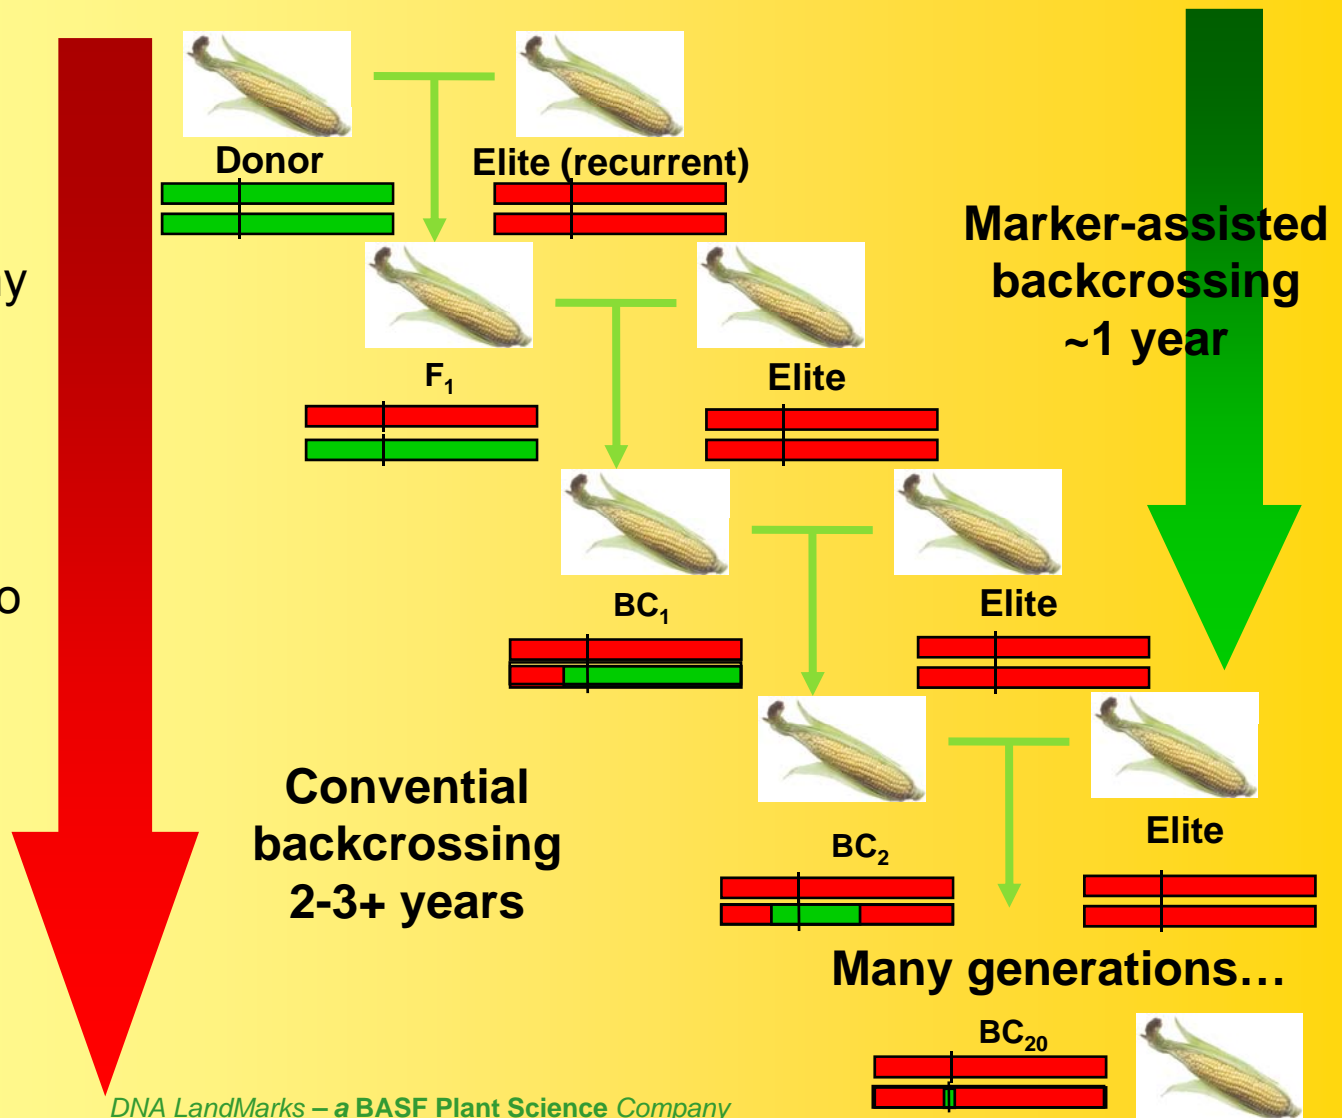 Donor
Elite (recurrent)
Marker-assisted
backcrossing
~1 year
F₁
Elite
BC₁
Elite
Convential
backcrossing
2-3+ years
BC₂
Elite
Many generations…
BC₂₀
DNA LandMarks – a BASF Plant Science Company